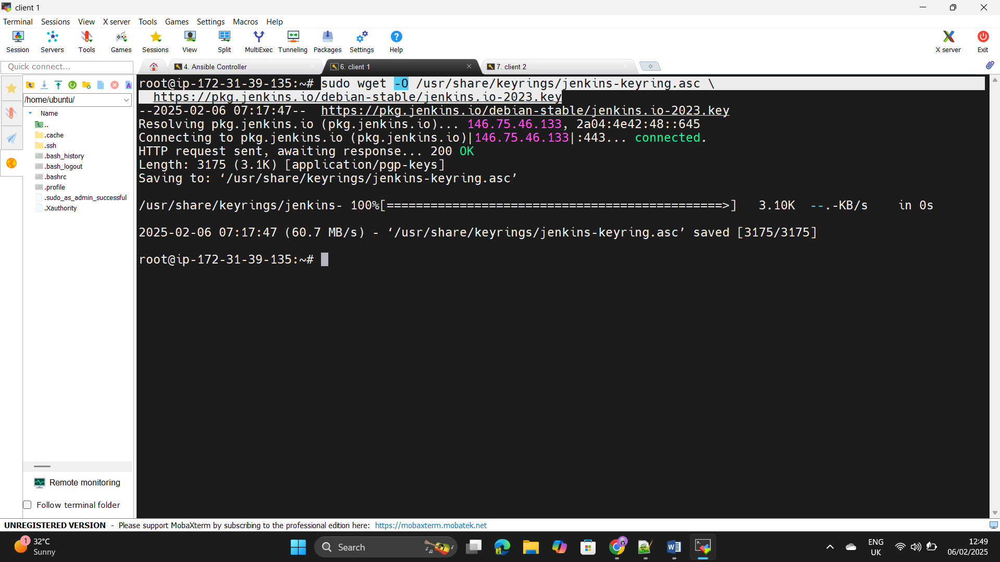 client 1
Terminal Sessions View X server Tools Games Settings Macros Help
Session Servers Tools Games Sessions View Split MultiExec Tunneling Packages Settings Help X server Exit
Quick connect...
4. Ansible Controller
6. client 1
7. client 2
/home/ubuntu/
Name
..
.cache
.ssh
.bash_history
.bash_logout
.bashrc
.profile
.sudo_as_admin_successful
.Xauthority
Remote monitoring
Follow terminal folder
root@ip-172-31-39-135:~# sudo wget -O /usr/share/keyrings/jenkins-keyring.asc \
https://pkg.jenkins.io/debian-stable/jenkins.io-2023.key
--2025-02-06 07:17:47-- https://pkg.jenkins.io/debian-stable/jenkins.io-2023.key
Resolving pkg.jenkins.io (pkg.jenkins.io)... 146.75.46.133, 2a04:4e42:48::645
Connecting to pkg.jenkins.io (pkg.jenkins.io)|146.75.46.133|:443... connected.
HTTP request sent, awaiting response... 200 OK
Length: 3175 (3.1K) [application/pgp-keys]
Saving to: ‘/usr/share/keyrings/jenkins-keyring.asc’
/usr/share/keyrings/jenkins- 100%[==============================================>] 3.10K --.-KB/s in 0s
2025-02-06 07:17:47 (60.7 MB/s) - ‘/usr/share/keyrings/jenkins-keyring.asc’ saved [3175/3175]
root@ip-172-31-39-135:~#
UNREGISTERED VERSION - Please support MobaXterm by subscribing to the professional edition here: https://mobaxterm.mobatek.net
1
32°C
Sunny
Search
ENG
UK
12:49
06/02/2025